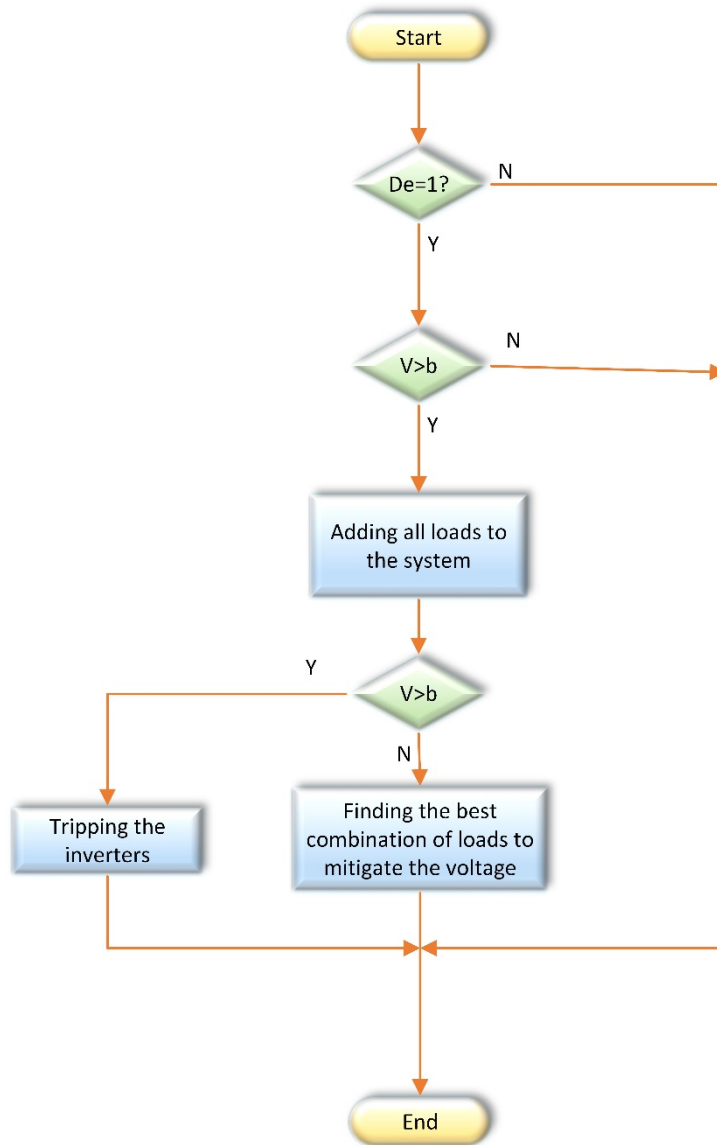 Start
De=1?
N
Y
V>b
N
Y
Adding all loads to
the system
Y
V>b
N
Tripping the
inverters
Finding the best
combination of loads to
mitigate the voltage
End